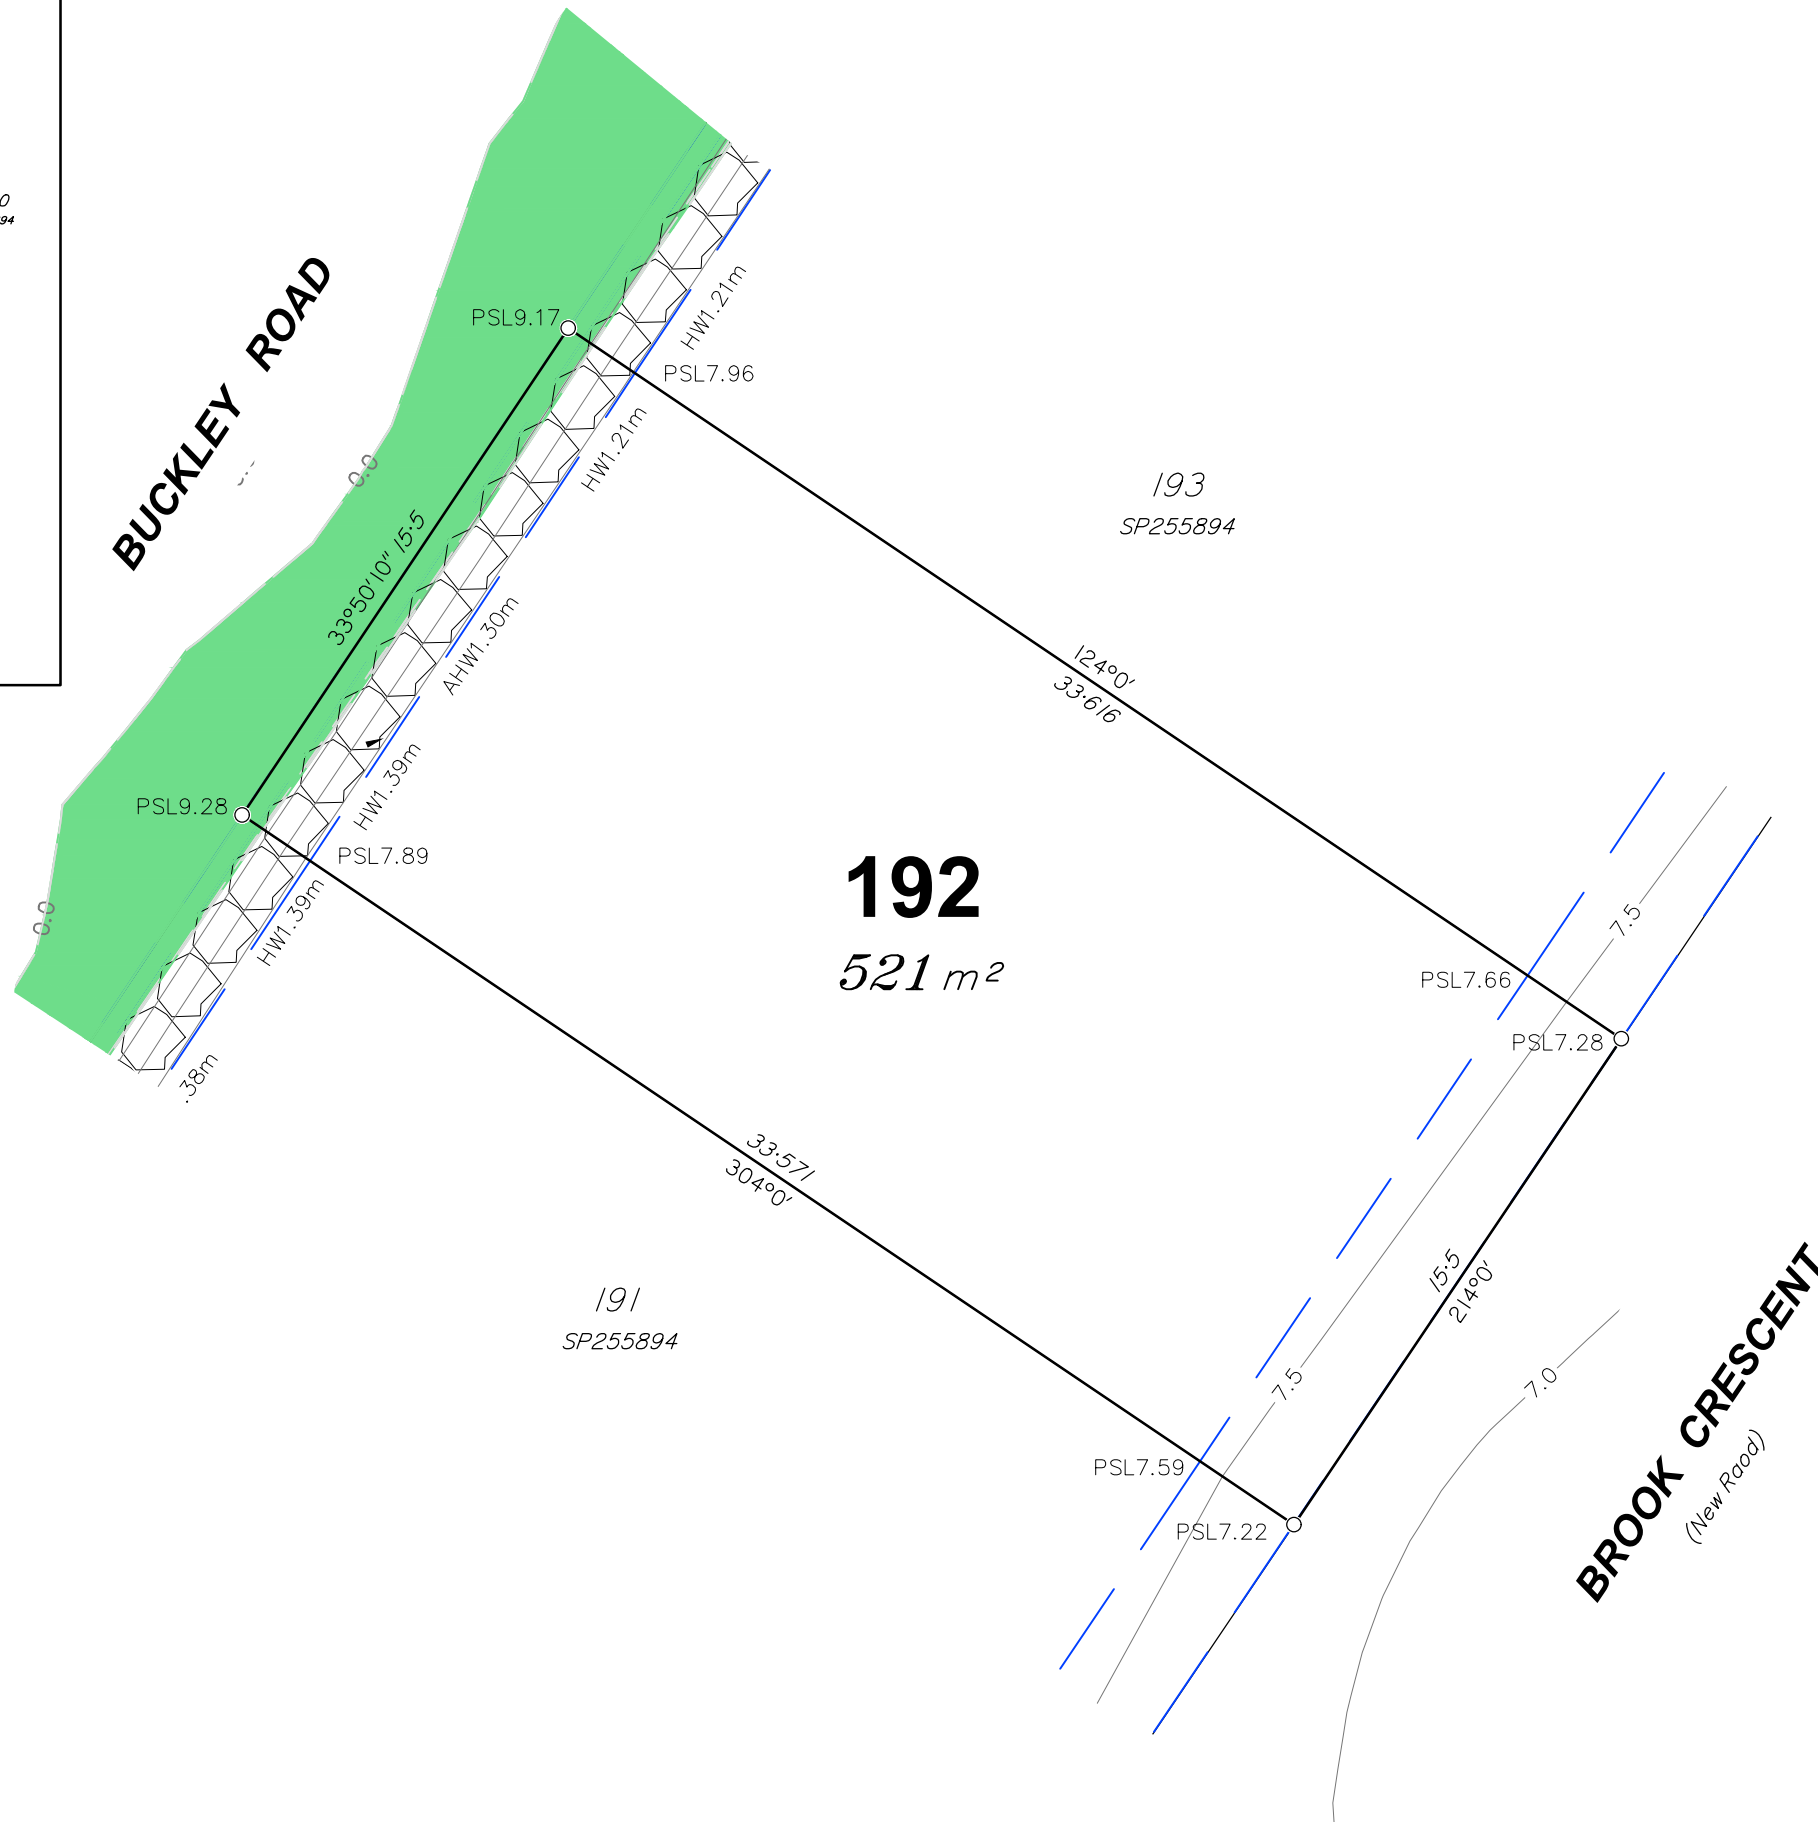 BUCKLEY ROAD
PSL9.17
HW1.21m
PSL7.96
HW1.21m
0.0
193
SP255894
33°50'10" 15·5
AHW1.30m
124°0'
33·616
HW1.39m
PSL9.28
PSL7.89
HW1.39m
0.0
192
521 m²
7.5
PSL7.66
PSL7.28
.38m
33·571
304°0'
191
SP255894
15·5
214°0'
7.5
7.0
PSL7.59
PSL7.22
BROOK CRESCENT
(New Raod)